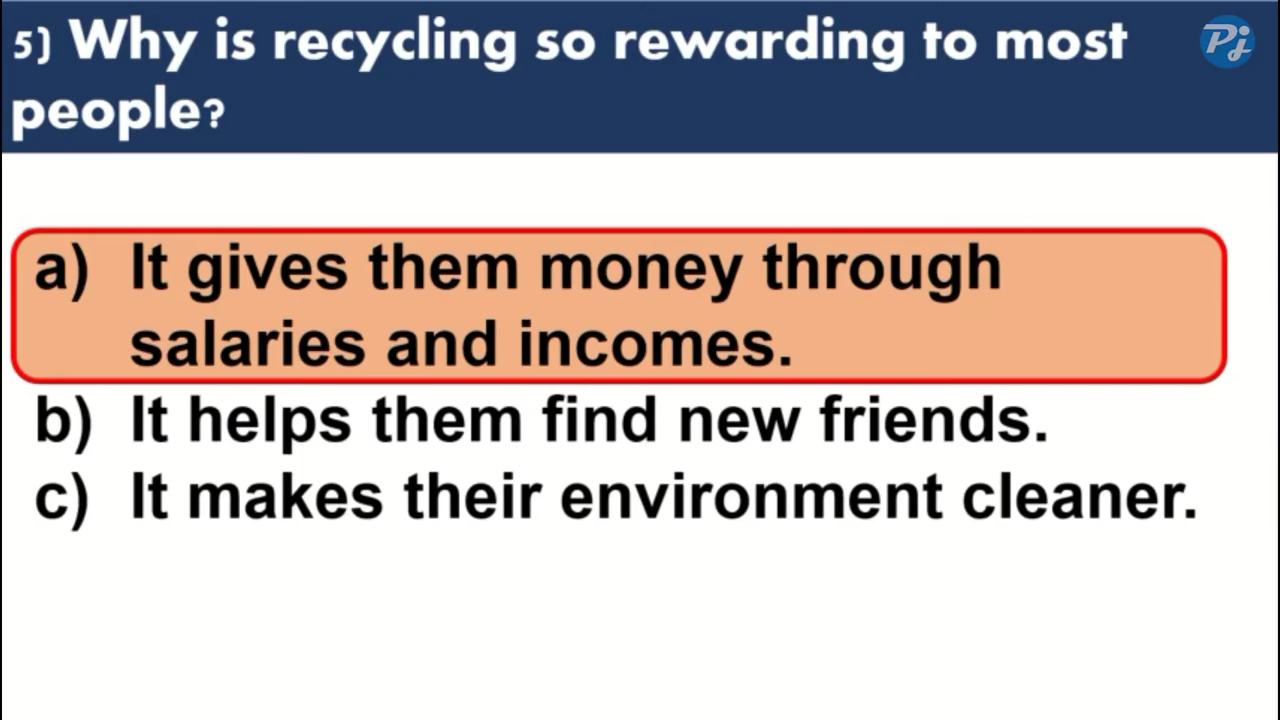 5) Why is recycling so rewarding to most
people?
Pj
a) It gives them money through
salaries and incomes.
b) It helps them find new friends.
c) It makes their environment cleaner.